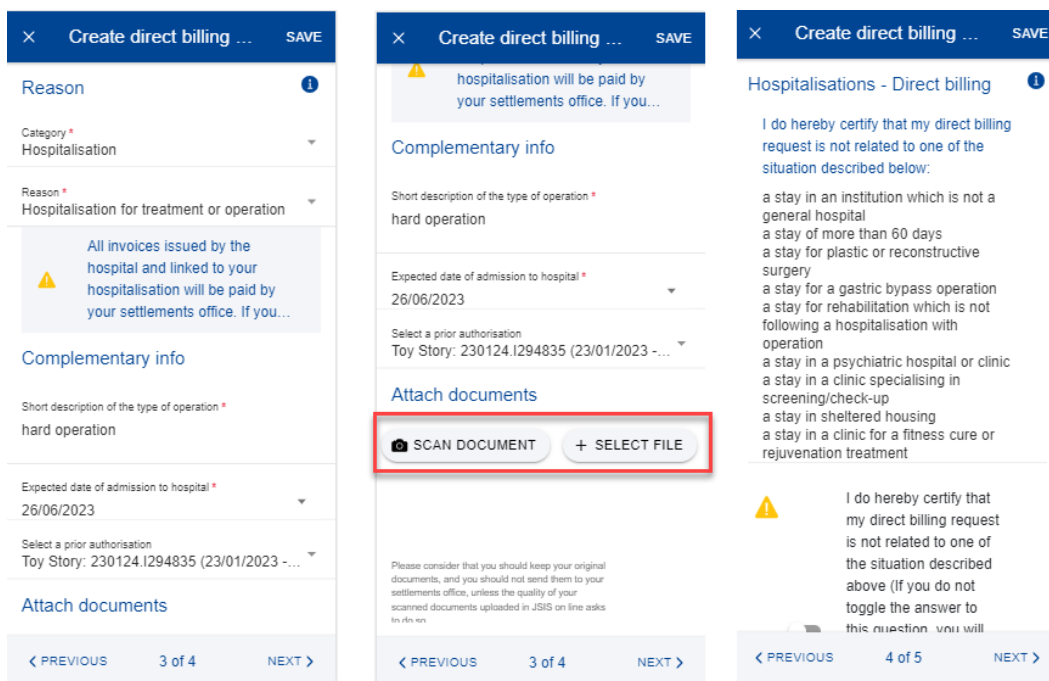 Create direct billing ... SAVE
Reason
Category *
Hospitalisation
Reason *
Hospitalisation for treatment or operation
All invoices issued by the
hospital and linked to your
hospitalisation will be paid by
your settlements office. If you...
Complementary info
Short description of the type of operation *
hard operation
Expected date of admission to hospital *
26/06/2023
Select a prior authorisation
Toy Story: 230124.I294835 (23/01/2023 -...
Attach documents
PREVIOUS 3 of 4 NEXT
Create direct billing ... SAVE
hospitalisation will be paid by
your settlements office. If you...
Complementary info
Short description of the type of operation *
hard operation
Expected date of admission to hospital *
26/06/2023
Select a prior authorisation
Toy Story: 230124.I294835 (23/01/2023 -...
Attach documents
SCAN DOCUMENT + SELECT FILE
Please consider that you should keep your original
documents, and you should not send them to your
settlements office, unless the quality of your
scanned documents uploaded in JSIS on line asks
to do so
PREVIOUS 3 of 4 NEXT
Create direct billing ... SAVE
Hospitalisations - Direct billing
I do hereby certify that my direct billing
request is not related to one of the
situation described below:
a stay in an institution which is not a
general hospital
a stay of more than 60 days
a stay for plastic or reconstructive
surgery
a stay for a gastric bypass operation
a stay for rehabilitation which is not
following a hospitalisation with
operation
a stay in a psychiatric hospital or clinic
a stay in a clinic specialising in
screening/check-up
a stay in sheltered housing
a stay in a clinic for a fitness cure or
rejuvenation treatment
I do hereby certify that
my direct billing request
is not related to one of
the situation described
above (If you do not
toggle the answer to
this question, you will
PREVIOUS 4 of 5 NEXT